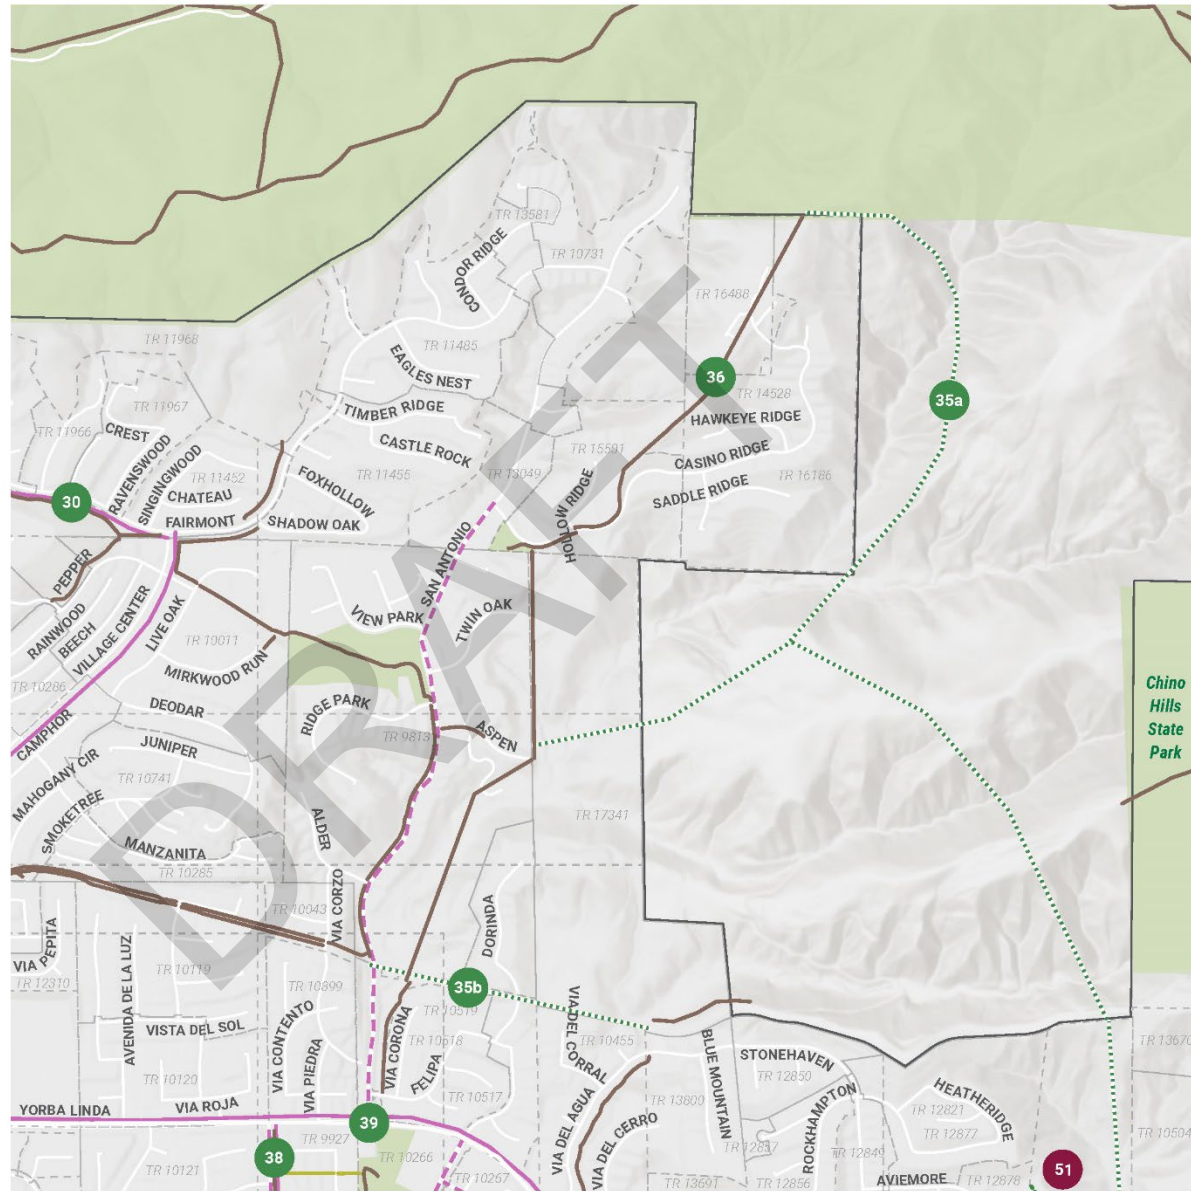 DRAFT
TR 13581
CONDOR RIDGE
TR 10731
TR 16488
TR 11968
TR 11485
EAGLES NEST
36
TR 14528
35a
TR 11967
TIMBER RIDGE
HAWKEYE RIDGE
TR 11966
CREST
RAVENSWOOD
SINGINGWOOD
CASTLE ROCK
TR 15581
CASINO RIDGE
TR 11452
TR 11455
TR 13049
TR 16186
30
CHATEAU
FOXHOLLOW
SADDLE RIDGE
FAIRMONT
SHADOW OAK
HOLLOW RIDGE
SAN ANTONIO
PEPPER
VIEW PARK
TWIN OAK
RAINWOOD
BEECH
VILLAGE CENTER
LIVE OAK
TR 10011
MIRKWOOD RUN
TR 10286
DEODAR
RIDGE PARK
Chino
Hills
State
Park
CAMPHOR
JUNIPER
TR 9813
ASPEN
MAHOGANY CIR
TR 10741
SMOKETREE
ALDER
TR 17341
MANZANITA
TR 10285
TR 10043
VIA CORZO
DORINDA
VIA PEPITA
TR 12310
AVENIDA DE LA LUZ
TR 10119
TR 10899
35b
TR 10519
VISTA DEL SOL
VIA CONTENTO
VIA PIEDRA
VIA CORONA
TR 10518
FELIPA
VIA DEL CORRAL
TR 10455
BLUE MOUNTAIN
STONEHAVEN
TR 12850
TR 13670
TR 10120
TR 10517
VIA DEL AGUA
TR 13800
ROCKHAMPTON
HEATHERIDGE
TR 12821
TR 12877
YORBA LINDA
VIA ROJA
39
VIA DEL CERRO
TR 12857
TR 12849
TR 10504
TR 9927
38
TR 10121
TR 10266
TR 10267
TR 13691
TR 12856
AVIEMORE
TR 12878
51